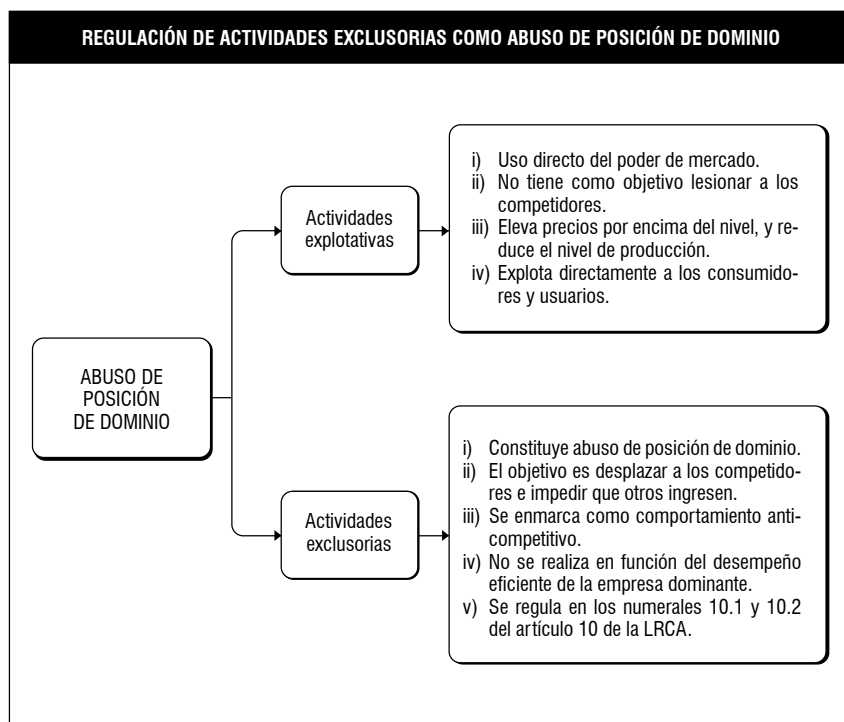 REGULACIÓN DE ACTIVIDADES EXCLUSORIAS COMO ABUSO DE POSICIÓN DE DOMINIO
ABUSO DE
POSICIÓN
DE DOMINIO
Actividades
explotativas
i) Uso directo del poder de mercado.
ii) No tiene como objetivo lesionar a los
competidores.
iii) Eleva precios por encima del nivel, y re-
duce el nivel de producción.
iv) Explota directamente a los consumido-
res y usuarios.
Actividades
exclusorias
i) Constituye abuso de posición de dominio.
ii) El objetivo es desplazar a los competido-
res e impedir que otros ingresen.
iii) Se enmarca como comportamiento anti-
competitivo.
iv) No se realiza en función del desempeño
eficiente de la empresa dominante.
v) Se regula en los numerales 10.1 y 10.2
del artículo 10 de la LRCA.